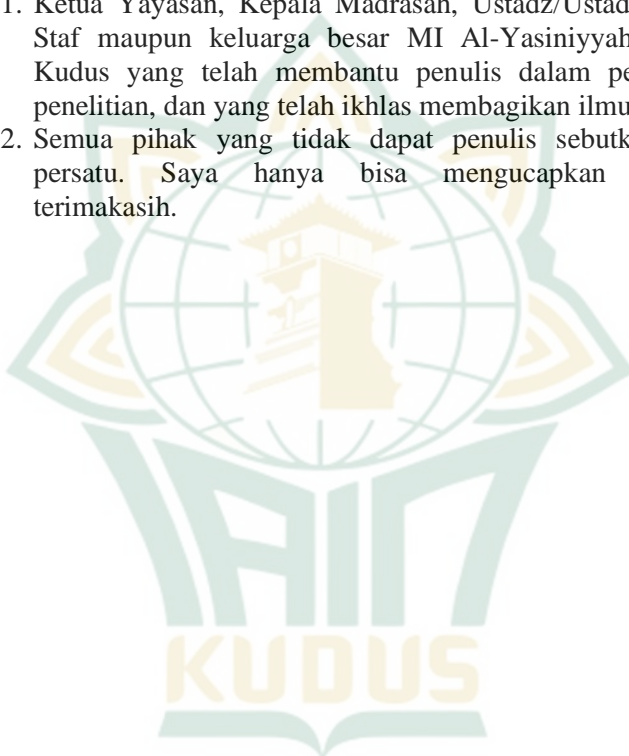 1. Ketua Yayasan, Kepala Madrasah, Ustadz/Ustad
Staf maupun keluarga besar MI Al-Yasiniyyah
Kudus yang telah membantu penulis dalam pe
penelitian, dan yang telah ikhlas membagikan ilmu
2. Semua pihak yang tidak dapat penulis sebutk
persatu. Saya hanya bisa mengucapkan
terimakasih.
IAIN
KUDUS